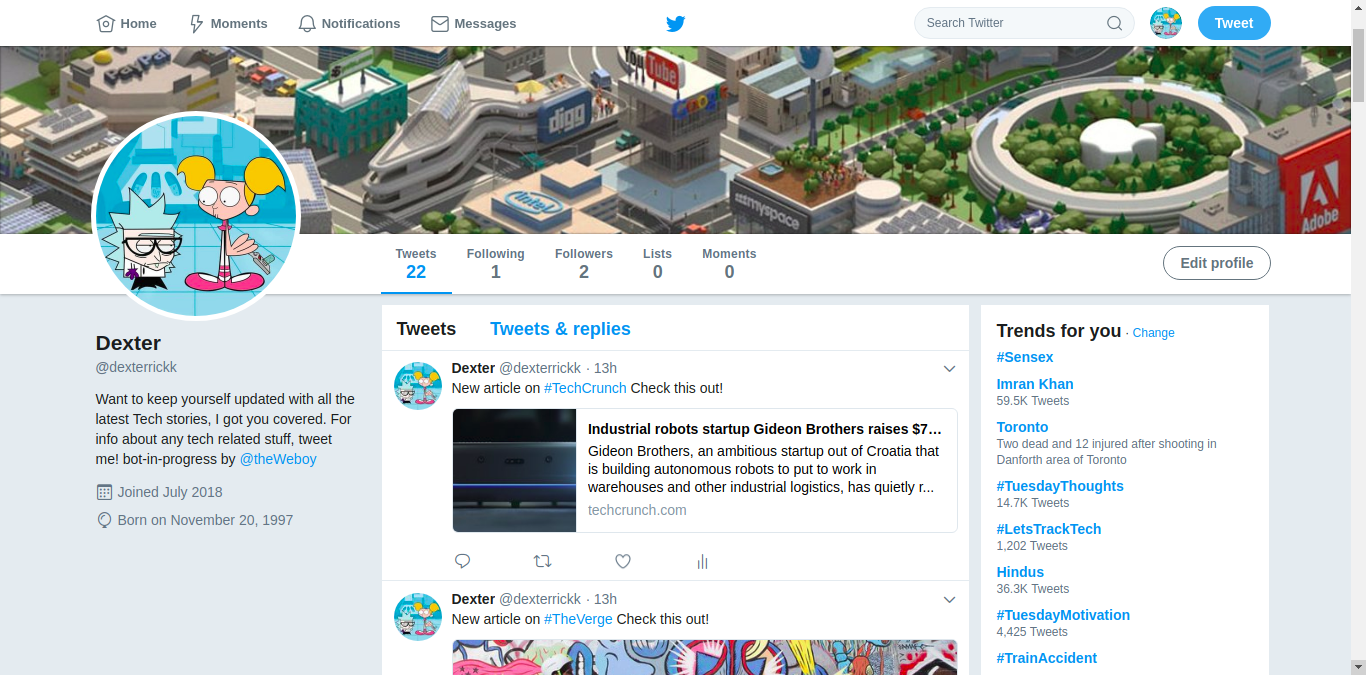 Home
Moments
Notifications
Messages
Search Twitter
Tweet
PayPal
You Tube
Google
digg
intel
myspace
Adobe
Tweets
22
Following
1
Followers
2
Lists
0
Moments
0
Edit profile
Dexter
@dexterrickk
Want to keep yourself updated with all the
latest Tech stories, I got you covered. For
info about any tech related stuff, tweet
me! bot-in-progress by @theWeboy
Joined July 2018
Born on November 20, 1997
Tweets
Tweets & replies
Dexter @dexterrickk · 13h
New article on #TechCrunch Check this out!
Industrial robots startup Gideon Brothers raises $7…
Gideon Brothers, an ambitious startup out of Croatia that
is building autonomous robots to put to work in
warehouses and other industrial logistics, has quietly r...
techcrunch.com
Dexter @dexterrickk · 13h
New article on #TheVerge Check this out!
Trends for you · Change
#Sensex
Imran Khan
59.5K Tweets
Toronto
Two dead and 12 injured after shooting in
Danforth area of Toronto
#TuesdayThoughts
14.7K Tweets
#LetsTrackTech
1,202 Tweets
Hindus
36.3K Tweets
#TuesdayMotivation
4,425 Tweets
#TrainAccident